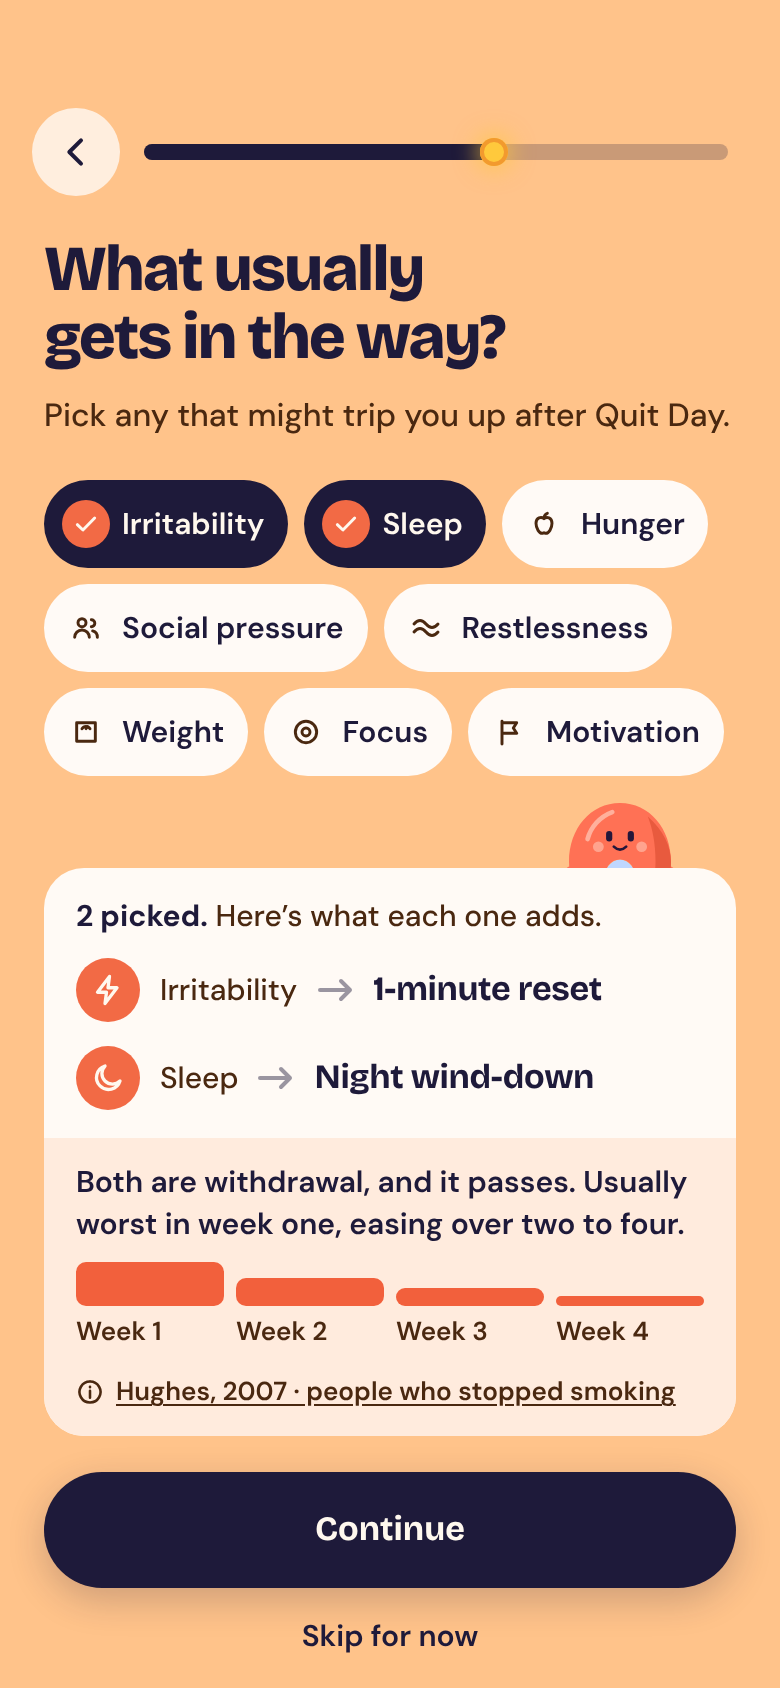 What usually
gets in the way?
Pick any that might trip you up after Quit Day.
Irritability
Sleep
Hunger
Social pressure
Restlessness
Weight
Focus
Motivation
2 picked. Here’s what each one adds.
Irritability → 1-minute reset
Sleep → Night wind-down
Both are withdrawal, and it passes. Usually
worst in week one, easing over two to four.
Week 1
Week 2
Week 3
Week 4
Hughes, 2007 · people who stopped smoking
Continue
Skip for now